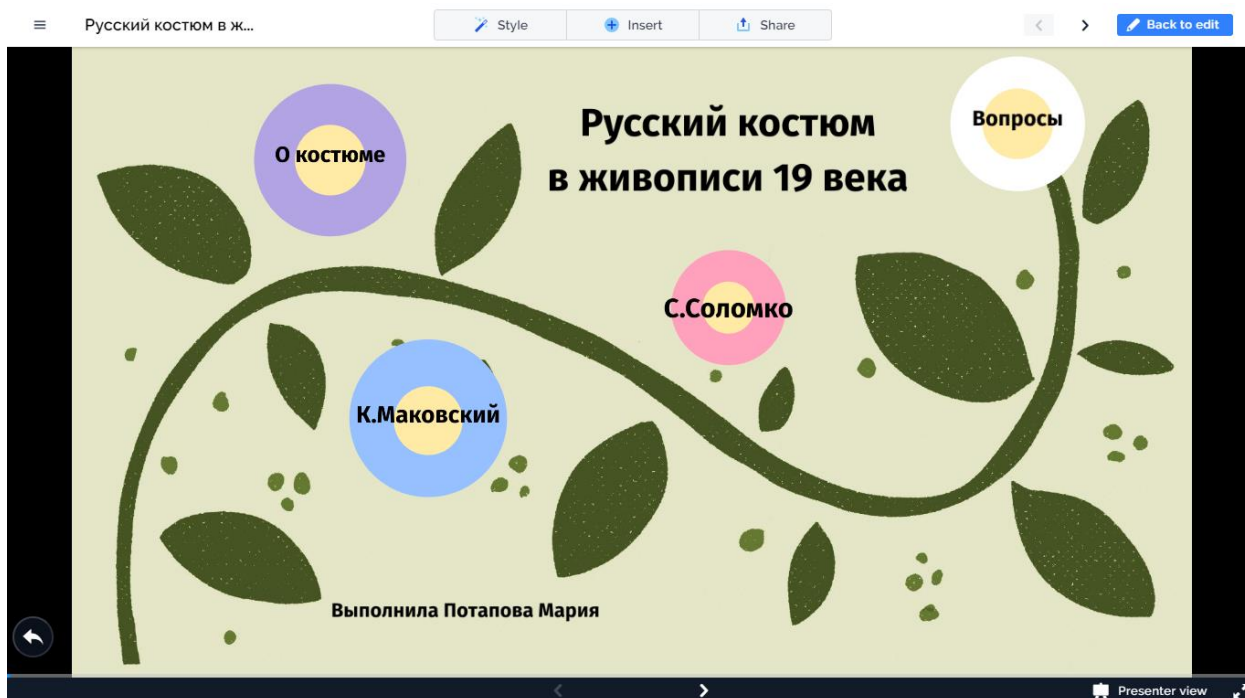 Русский костюм в ж...
Style
Insert
Share
Back to edit
О костюме
Русский костюм
в живописи 19 века
Вопросы
С.Соломко
К.Маковский
Выполнила Потапова Мария
Presenter view